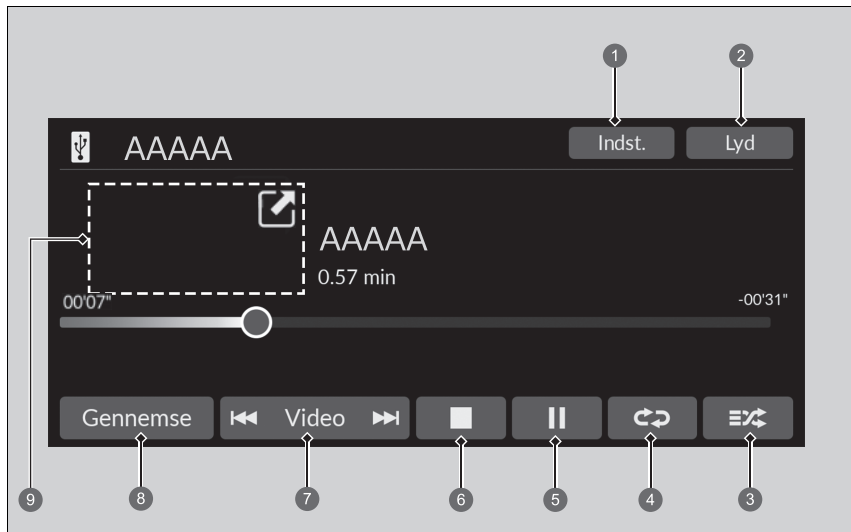 1
2
AAAAA
Indst.
Lyd
AAAAA
0.57 min
00'07"
-00'31"
Gennemse
Video
9
8
7
6
5
4
3